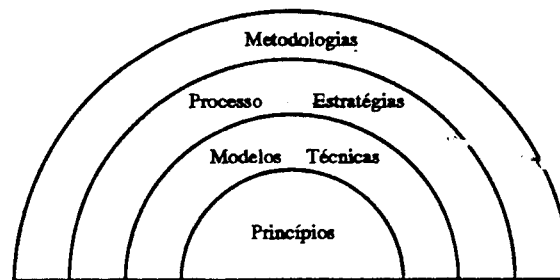 Metodologias
Processo Estratégias
Modelos Técnicas
Princípios